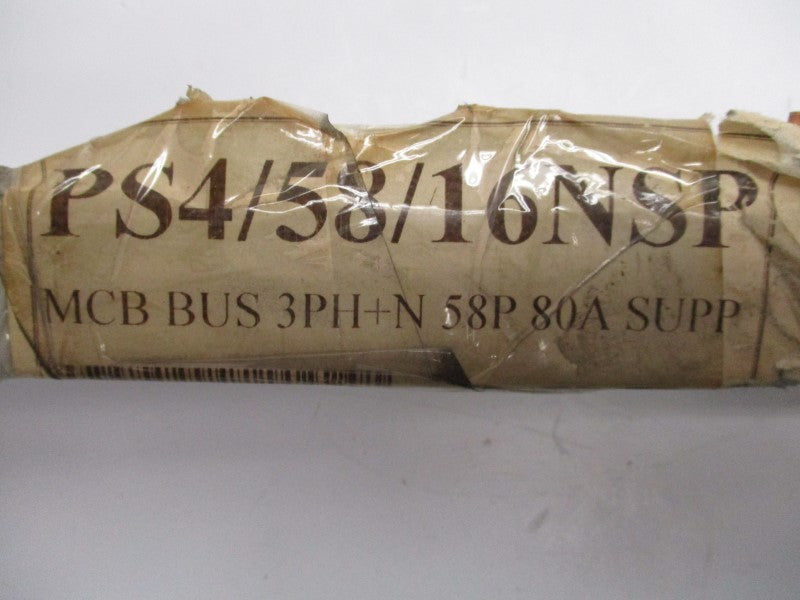 PS4/58/16NSP
MCB BUS 3PH+N 58P 80A SUPP